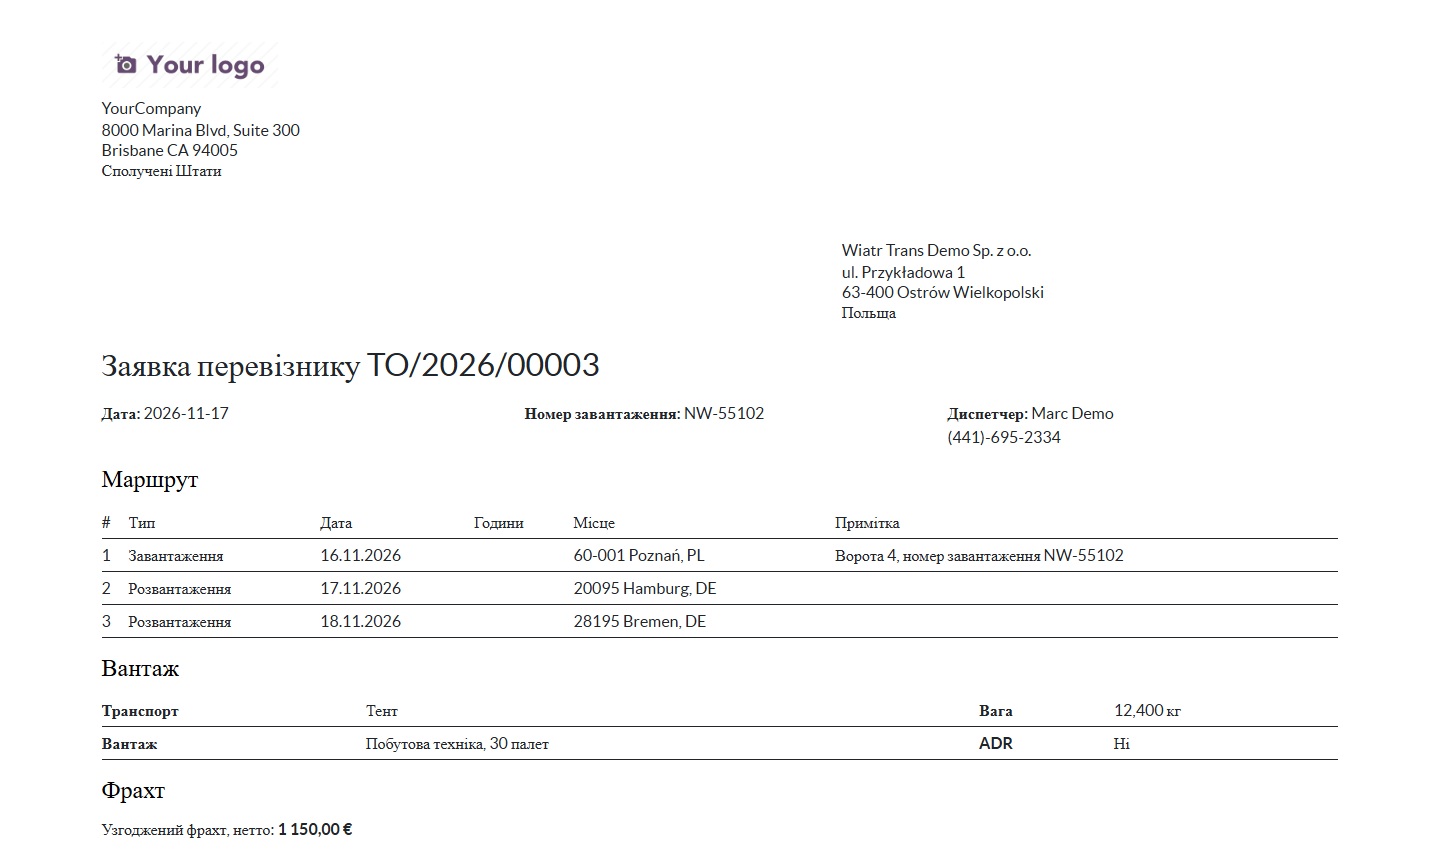 Your logo
YourCompany
8000 Marina Blvd, Suite 300
Brisbane CA 94005
Сполучені Штати
Wiatr Trans Demo Sp. z o.o.
ul. Przykładowa 1
63-400 Ostrów Wielkopolski
Польща
Заявка перевізнику TO/2026/00003
Дата: 2026-11-17 Номер завантаження: NW-55102 Диспетчер: Marc Demo
(441)-695-2334
Маршрут
# Тип Дата Години Місце Примітка
1 Завантаження 16.11.2026 60-001 Poznań, PL Ворота 4, номер завантаження NW-55102
2 Розвантаження 17.11.2026 20095 Hamburg, DE
3 Розвантаження 18.11.2026 28195 Bremen, DE
Вантаж
Транспорт Тент Вага 12,400 кг
Вантаж Побутова техніка, 30 палет ADR Ні
Фрахт
Узгоджений фрахт, нетто: 1 150,00 €